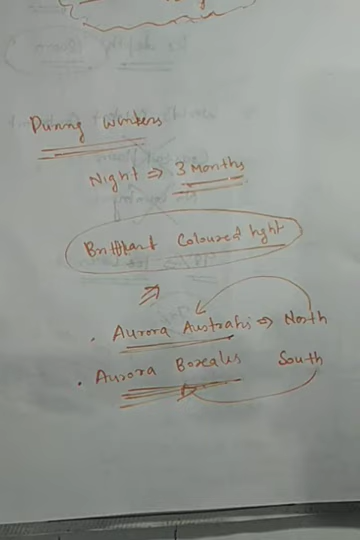 During winters
Night ⇒ 3 Months
Brilliant Coloured light
. Aurora Australis ⇒ North
. Aurora Borealis South